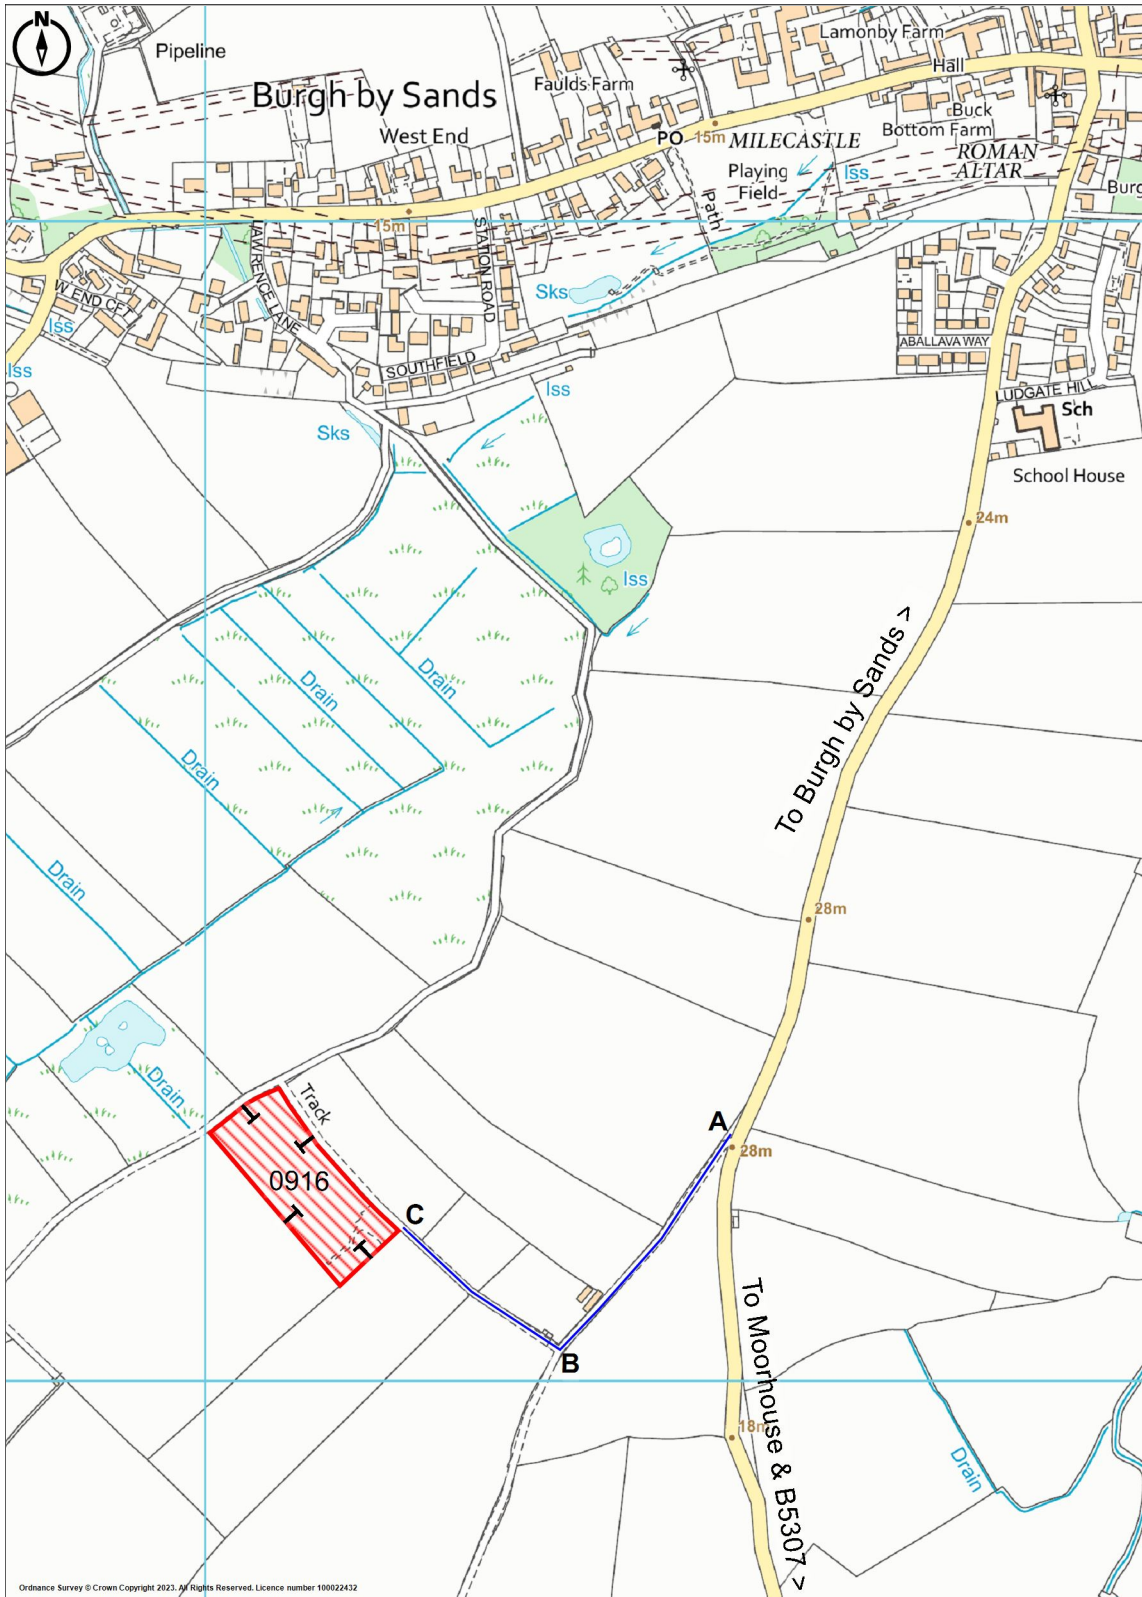 N
Pipeline
Burgh by Sands
West End
Faulds Farm
Lamonby Farm
Hall
Buck
Bottom Farm
PO
15m
MILECASTLE
ROMAN
ALTAR
Playing
Field
Iss
Path
Burg
15m
STATION ROAD
LAWRENCE LANE
W END CFT
Iss
Iss
Sks
SOUTHFIELD
ABALLAVA WAY
LUDGATE HILL
Sch
School House
Iss
Sks
24m
Iss
To Burgh by Sands >
Drain
Drain
Drain
Drain
28m
Drain
Track
A
28m
0916
C
B
To Moorhouse & B5307 >
18m
Drain
Ordnance Survey © Crown Copyright 2023. All Rights Reserved. Licence number 100022432